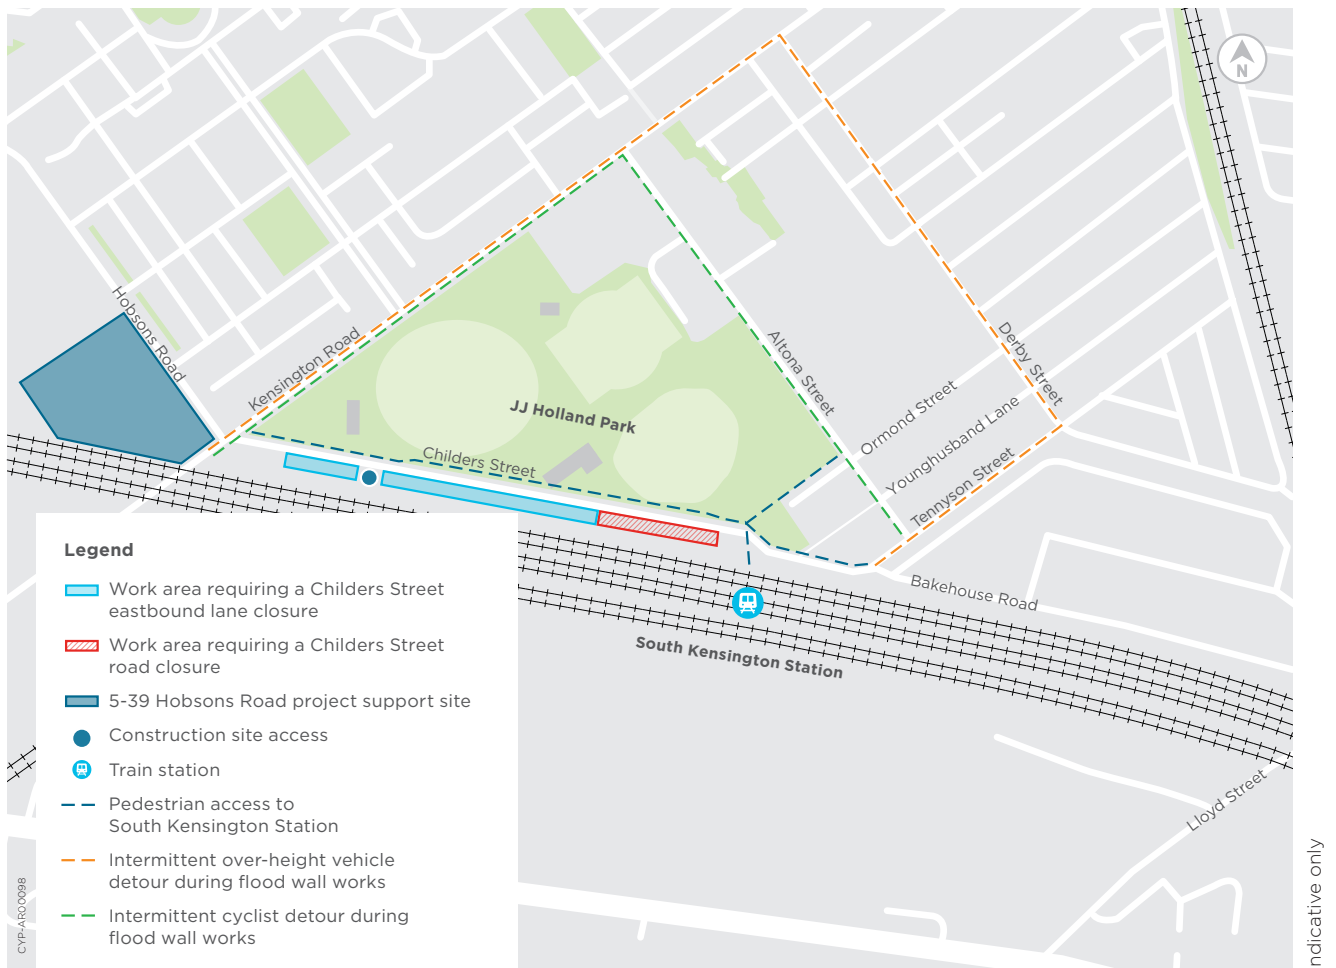 N
Hobsons Road
Kensington Road
JJ Holland Park
Childers Street
Altona Street
Derby Street
Ormond Street
Younghusband Lane
Tennyson Street
Bakehouse Road
South Kensington Station
Lloyd Street
Legend
Work area requiring a Childers Street
eastbound lane closure
Work area requiring a Childers Street
road closure
5-39 Hobsons Road project support site
Construction site access
Train station
Pedestrian access to
South Kensington Station
Intermittent over-height vehicle
detour during flood wall works
Intermittent cyclist detour during
flood wall works
CYP-AR00098
ndicative only